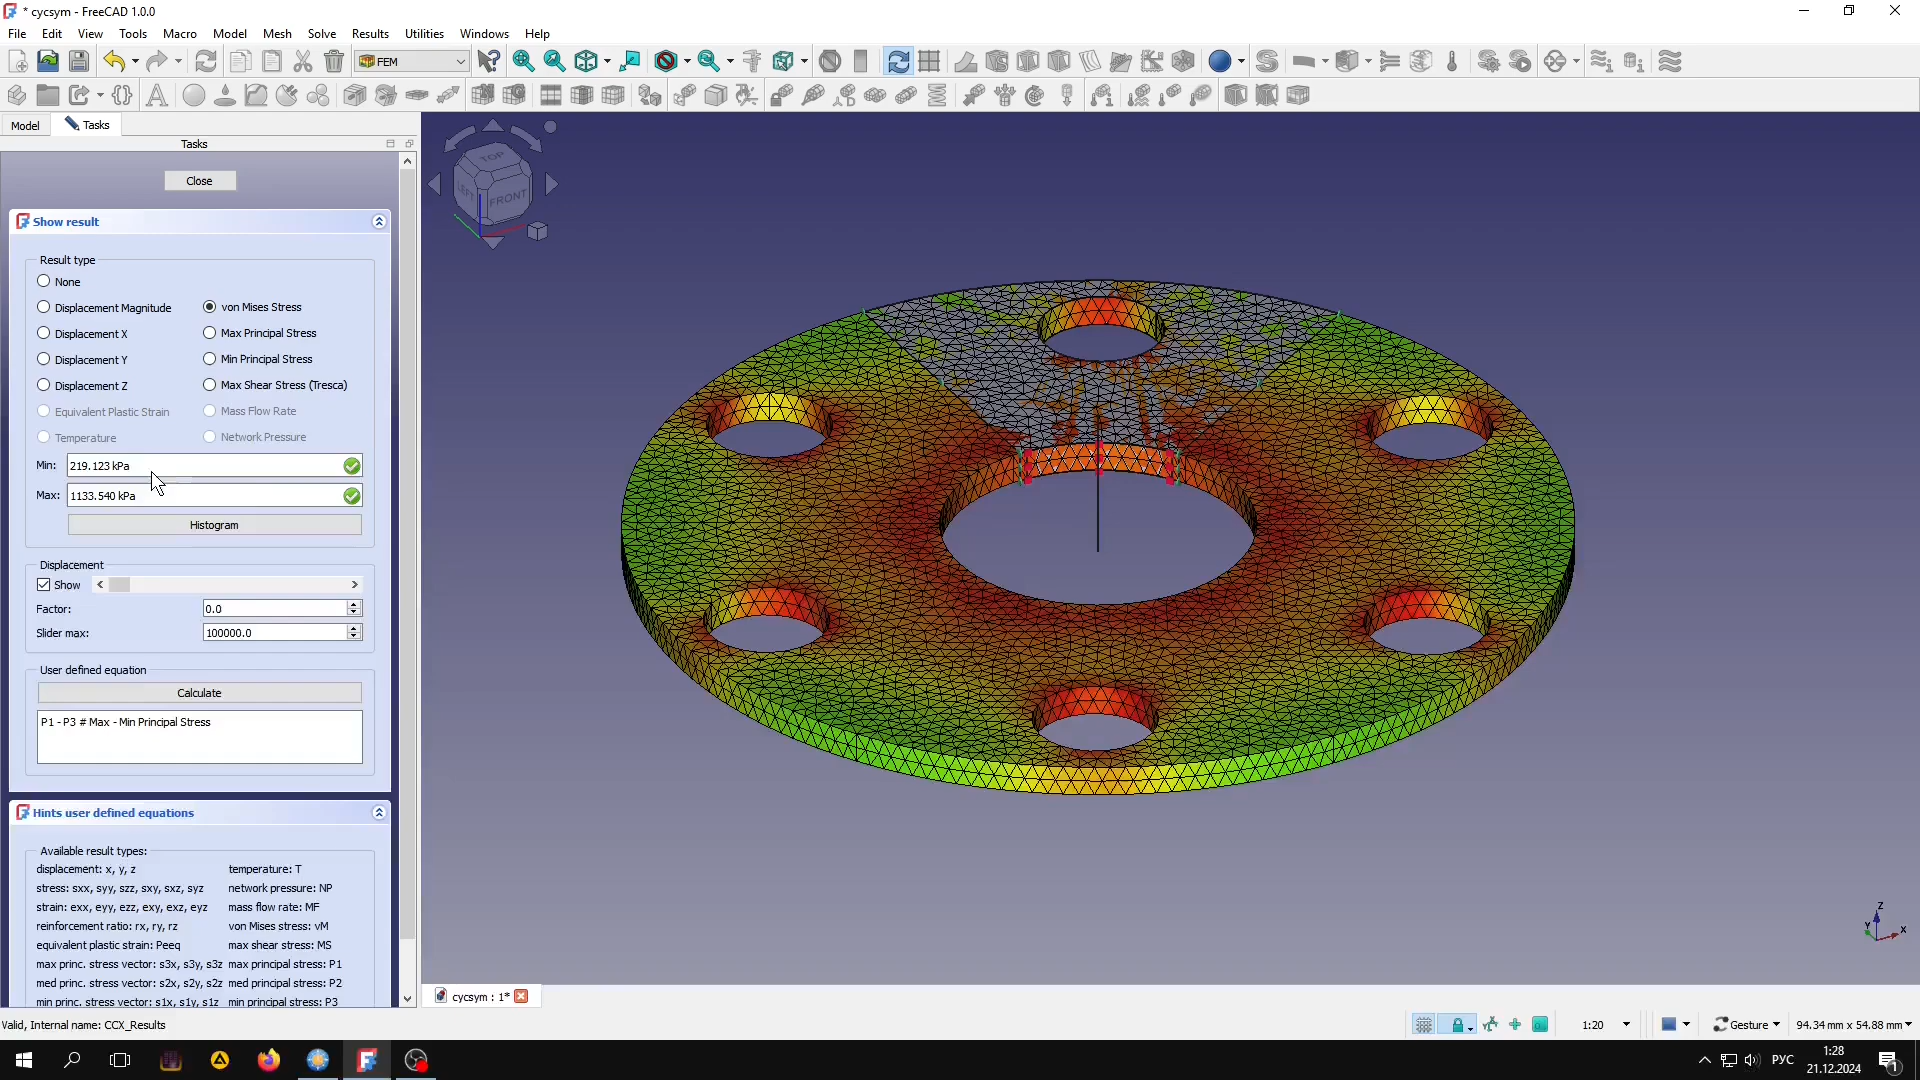 * cycsym - FreeCAD 1.0.0
File Edit View Tools Macro Model Mesh Solve Results Utilities Windows Help
FEM
Model Tasks
Tasks
Close
Show result
Result type
None
Displacement Magnitude von Mises Stress
Displacement X Max Principal Stress
Displacement Y Min Principal Stress
Displacement Z Max Shear Stress (Tresca)
Equivalent Plastic Strain Mass Flow Rate
Temperature Network Pressure
Min: 219.123 kPa
Max: 1133.540 kPa
Histogram
Displacement
Show
Factor: 0.0
Slider max: 100000.0
User defined equation
Calculate
P1 - P3 # Max - Min Principal Stress
Hints user defined equations
Available result types:
displacement: x, y, z temperature: T
stress: sxx, syy, szz, sxy, sxz, syz network pressure: NP
strain: exx, eyy, ezz, exy, exz, eyz mass flow rate: MF
reinforcement ratio: rx, ry, rz von Mises stress: vM
equivalent plastic strain: Peeq max shear stress: MS
max princ. stress vector: s3x, s3y, s3z max principal stress: P1
med princ. stress vector: s2x, s2y, s2z med principal stress: P2
min princ. stress vector: s1x, s1y, s1z min principal stress: P3
TOP
LEFT FRONT
Z
Y X
cycsym : 1*
Valid, Internal name: CCX_Results
1:20 Gesture 94.34 mm x 54.88 mm
РУС 1:28
21.12.2024
1